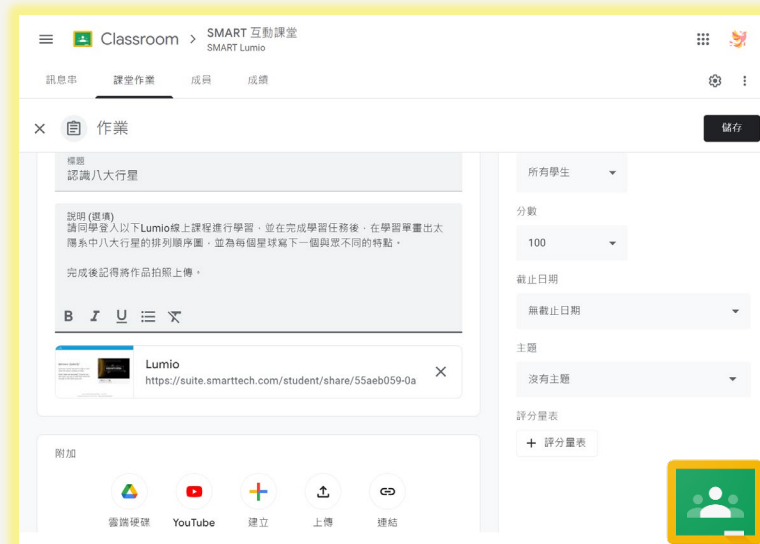 Classroom > SMART 互動課堂
SMART Lumio
訊息串 課堂作業 成員 成績
作業
儲存
標題
認識八大行星
說明 (選填)
請同學登入以下Lumio線上課程進行學習，並在完成學習任務後，在學習單畫出太
陽系中八大行星的排列順序圖，並為每個星球寫下一個與眾不同的特點。
完成後記得將作品拍照上傳。
B I U
Lumio
https://suite.smarttech.com/student/share/55aeb059-0a
附加
雲端硬碟 YouTube 建立 上傳 連結
所有學生
分數
100
截止日期
無截止日期
主題
沒有主題
評分量表
+ 評分量表